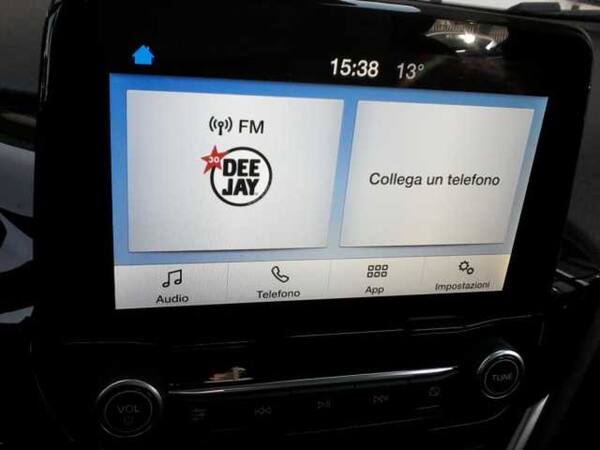 15:38 13°
FM
30
DEE
JAY
Collega un telefono
Audio Telefono App Impostazioni
VOL
TUNE